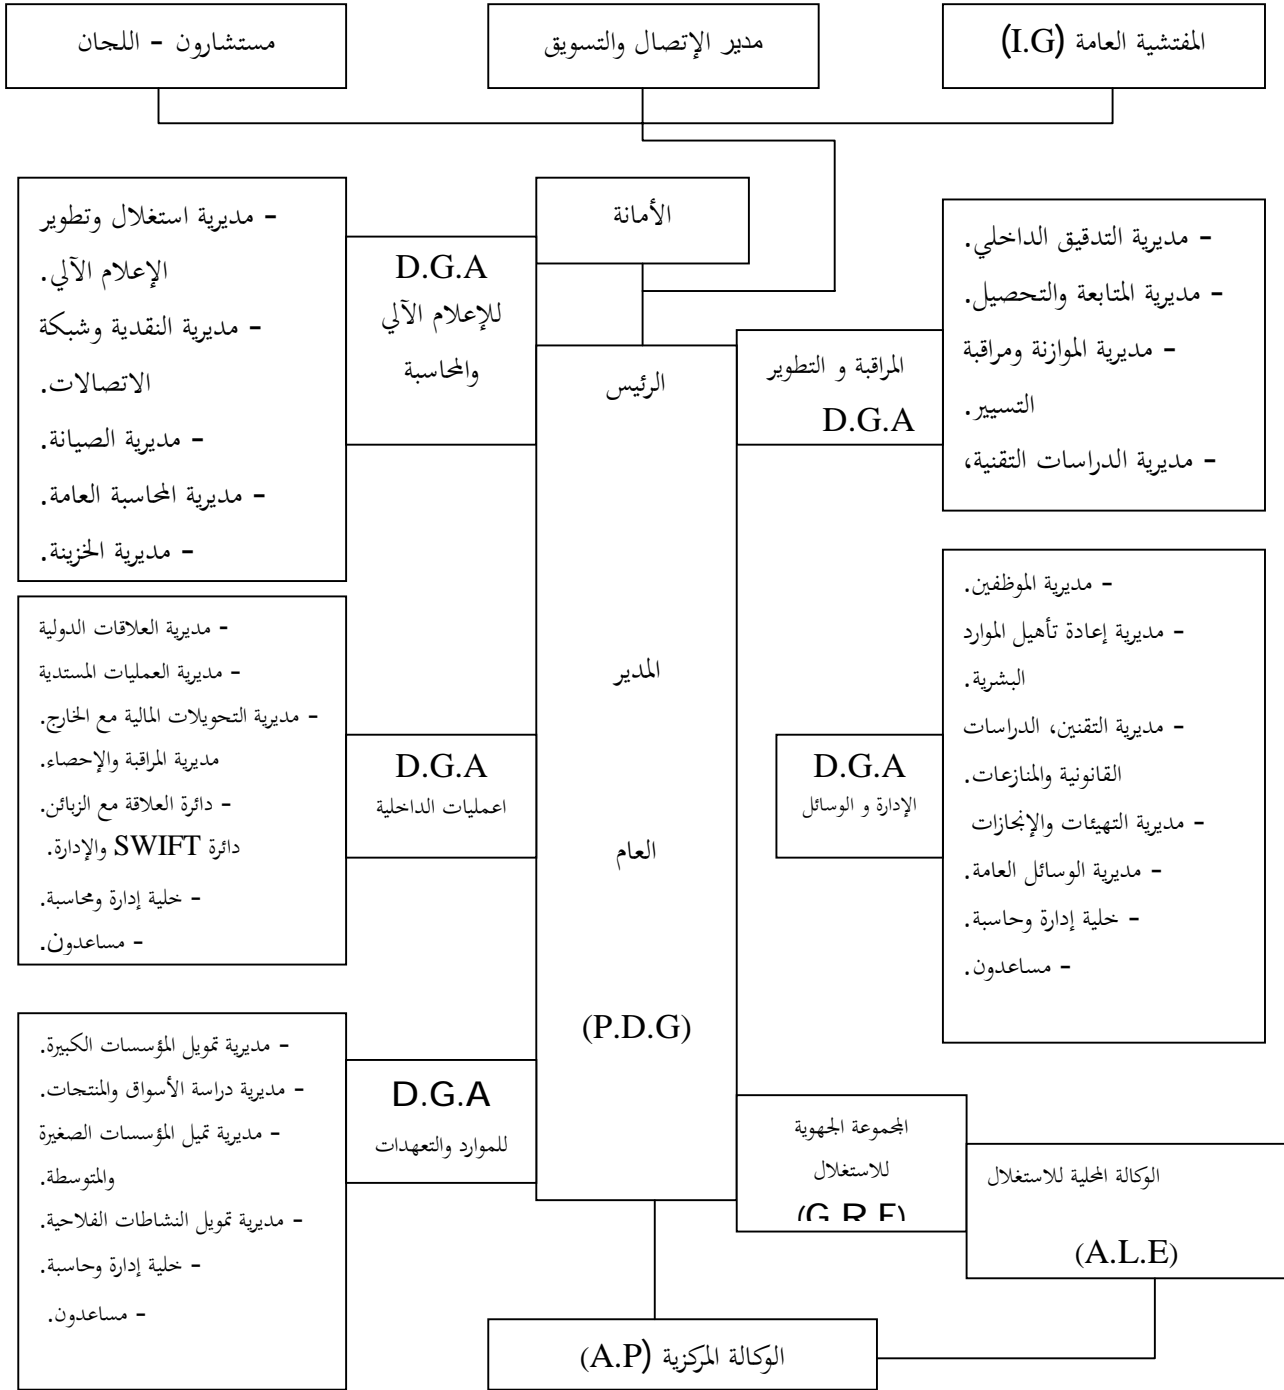 المفتشية العامة (I.G)
مدير الإتصال والتسويق
مستشارون - اللجان
الأمانة
- مديرية التدقيق الداخلي.
- مديرية المتابعة والتحصيل.
- مديرية الموازنة ومراقبة
التسيير.
- مديرية الدراسات التقنية،
المراقبة و التطوير
D.G.A
الرئيس
المدير
العام
(P.D.G)
D.G.A
للإعلام الآلي
والمحاسبة
- مديرية استغلال وتطوير
الإعلام الآلي.
- مديرية النقدية وشبكة
الاتصالات.
- مديرية الصيانة.
- مديرية المحاسبة العامة.
- مديرية الخزينة.
- مديرية الموظفين.
- مديرية إعادة تأهيل الموارد
البشرية.
- مديرية التقنين، الدراسات
القانونية والمنازعات.
- مديرية التهيئات والإنجازات
- مديرية الوسائل العامة.
- خلية إدارة وحاسبة.
- مساعدون.
D.G.A
الإدارة و الوسائل
D.G.A
اعمليات الداخلية
- مديرية العلاقات الدولية
- مديرية العمليات المستدية
- مديرية التحويلات المالية مع الخارج.
مديرية المراقبة والإحصاء.
- دائرة العلاقة مع الزبائن.
دائرة SWIFT والإدارة.
- خلية إدارة ومحاسبة.
- مساعدون.
D.G.A
للموارد والتعهدات
- مديرية تمويل المؤسسات الكبيرة.
- مديرية دراسة الأسواق والمنتجات.
- مديرية تميل المؤسسات الصغيرة
والمتوسطة.
- مديرية تمويل النشاطات الفلاحية.
- خلية إدارة وحاسبة.
- مساعدون.
المجموعة الجهوية
للاستغلال
(G.R.E)
الوكالة المحلية للاستغلال
(A.L.E)
الوكالة المركزية (A.P)